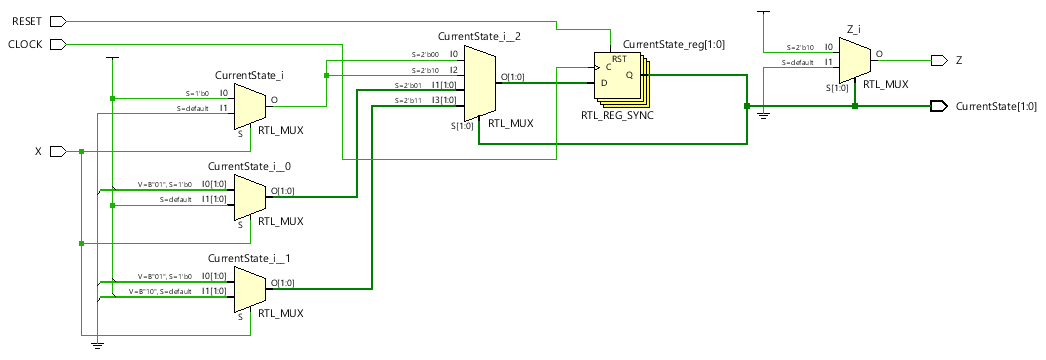 RESET
CLOCK
CurrentState_i__2
CurrentState_reg[1:0]
Z_i
S=2'b00 I0
S=2'b10 I2
S=2'b01 I1[1:0]
S=2'b11 I3[1:0]
O[1:0]
S[1:0]
RTL_MUX
RST
C
D
Q
RTL_REG_SYNC
S=2'b10 I0
S=default I1
O
S[1:0]
RTL_MUX
Z
CurrentState[1:0]
CurrentState_i
S=1'b0 I0
S=default I1
O
S
RTL_MUX
X
CurrentState_i__0
V=B"01", S=1'b0 I0[1:0]
S=default I1[1:0]
O[1:0]
S
RTL_MUX
CurrentState_i__1
V=B"01", S=1'b0 I0[1:0]
V=B"10", S=default I1[1:0]
O[1:0]
S
RTL_MUX